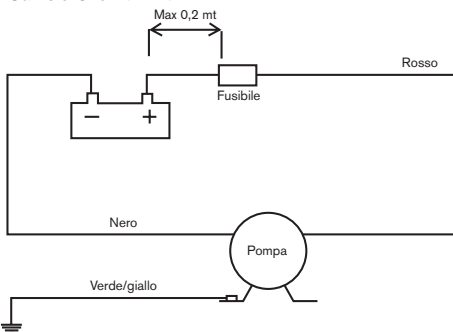 Max 0,2 mt
Rosso
Fusibile
Nero
Pompa
Verde/giallo